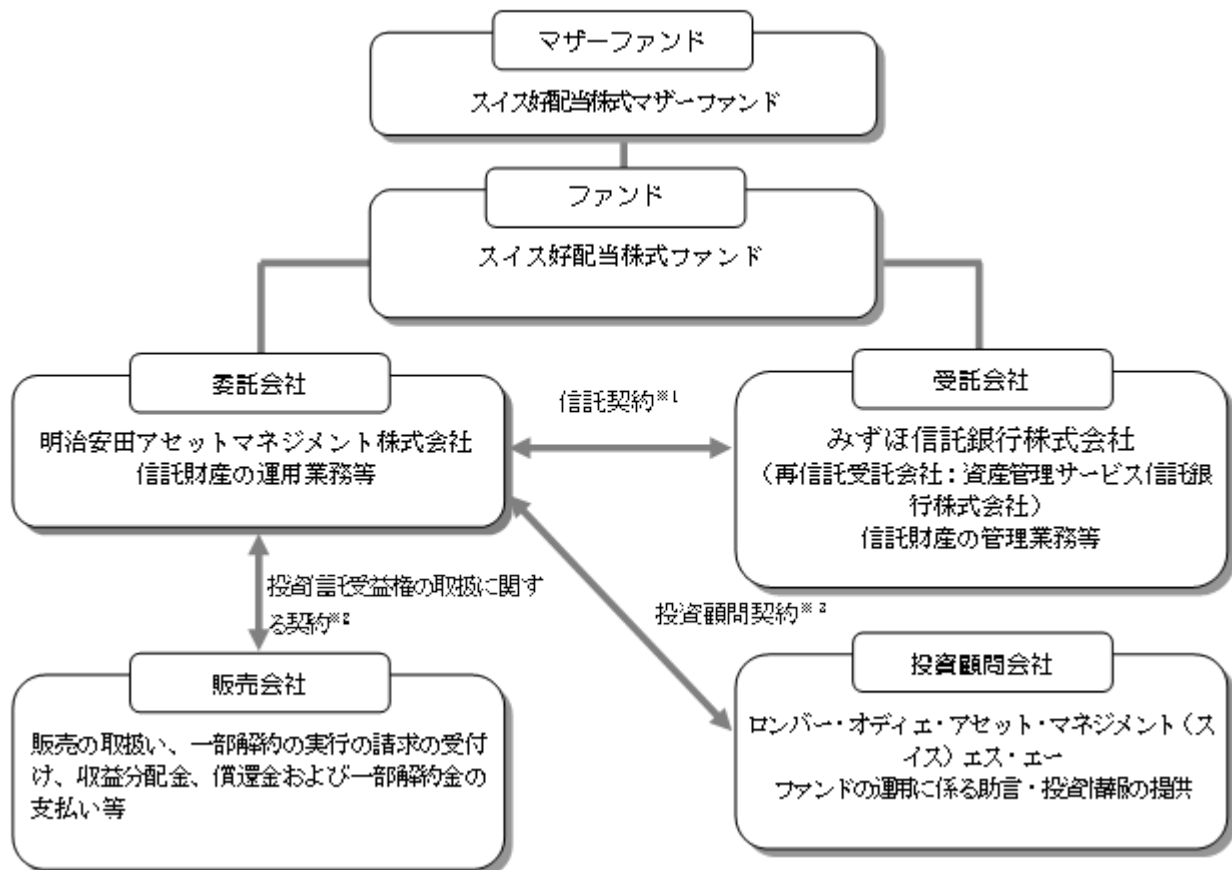 マザーファンド
スイス好配当株式マザーファンド
ファンド
スイス好配当株式ファンド
委託会社
明治安田アセットマネジメント株式会社
信託財産の運用業務等
信託契約※1
受託会社
みずほ信託銀行株式会社
(再信託受託会社:資産管理サービス信託銀
行株式会社)
信託財産の管理業務等
投資信託受益権の取扱に関す
る契約※2
投資顧問契約※3
販売会社
販売の取扱い、一部解約の実行の請求の受付
け、収益分配金、償還金および一部解約金の
支払い等
投資顧問会社
ロンバー・オディエ・アセット・マネジメント(ス
イス)エス・エー
ファンドの運用に係る助言・投資情報の提供